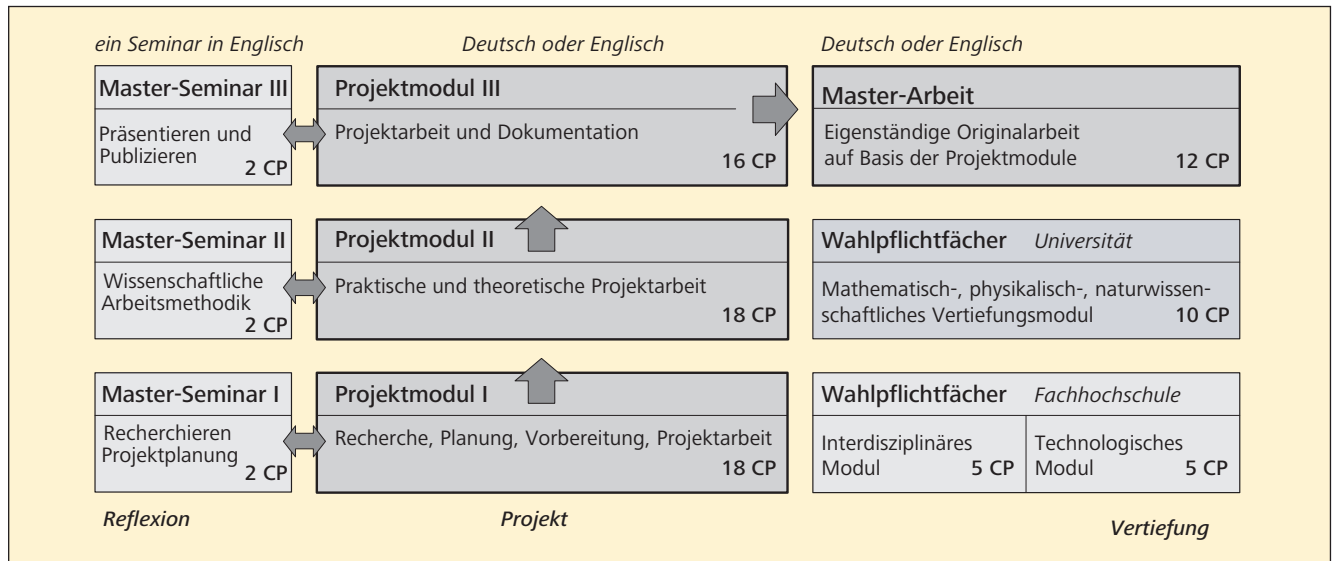 ein Seminar in Englisch
Deutsch oder Englisch
Deutsch oder Englisch
Master-Seminar III
Präsentieren und
Publizieren
2 CP
Projektmodul III
Projektarbeit und Dokumentation
16 CP
Master-Arbeit
Eigenständige Originalarbeit
auf Basis der Projektmodule 12 CP
Master-Seminar II
Wissenschaftliche
Arbeitsmethodik
2 CP
Projektmodul II
Praktische und theoretische Projektarbeit
18 CP
Wahlpflichtfächer Universität
Mathematisch-, physikalisch-, naturwissen-
schaftliches Vertiefungsmodul 10 CP
Master-Seminar I
Recherchieren
Projektplanung
2 CP
Projektmodul I
Recherche, Planung, Vorbereitung, Projektarbeit
18 CP
Wahlpflichtfächer Fachhochschule
Interdisziplinäres
Modul 5 CP
Technologisches
Modul 5 CP
Reflexion
Projekt
Vertiefung